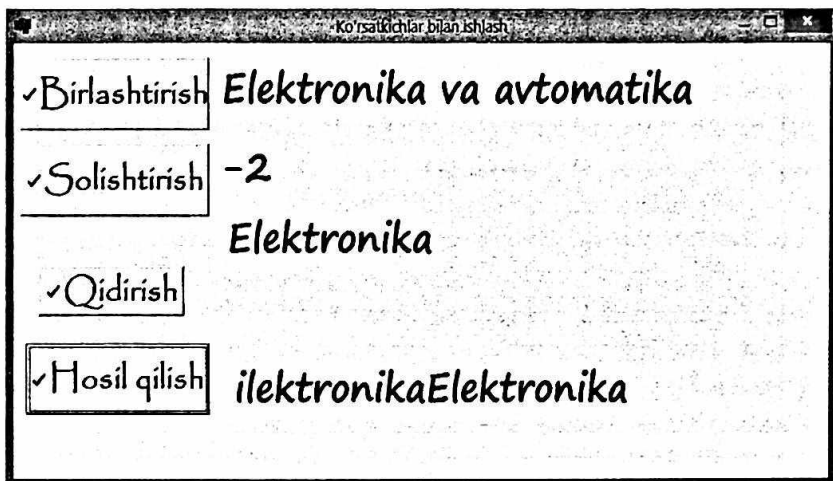 Ko'rsatkichlar bilan ishlash
Birlashtirish Elektronika va avtomatika
Solishtirish -2
Elektronika
Qidirish
Hosil qilish ilektronikaElektronika